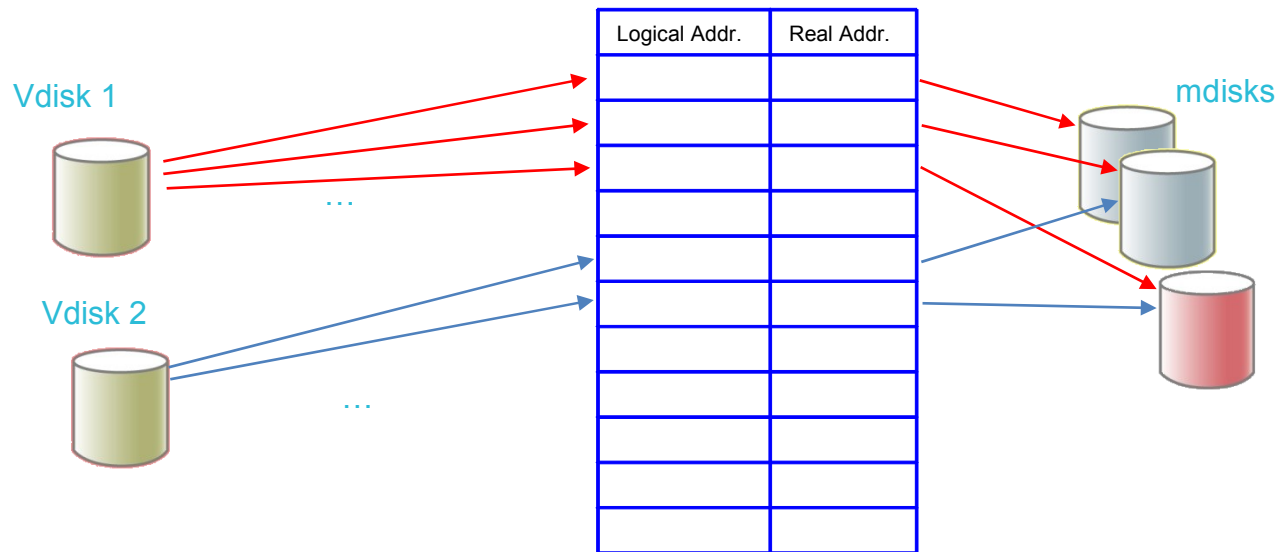 Logical Addr. Real Addr.
Vdisk 1
mdisks
…
Vdisk 2
…